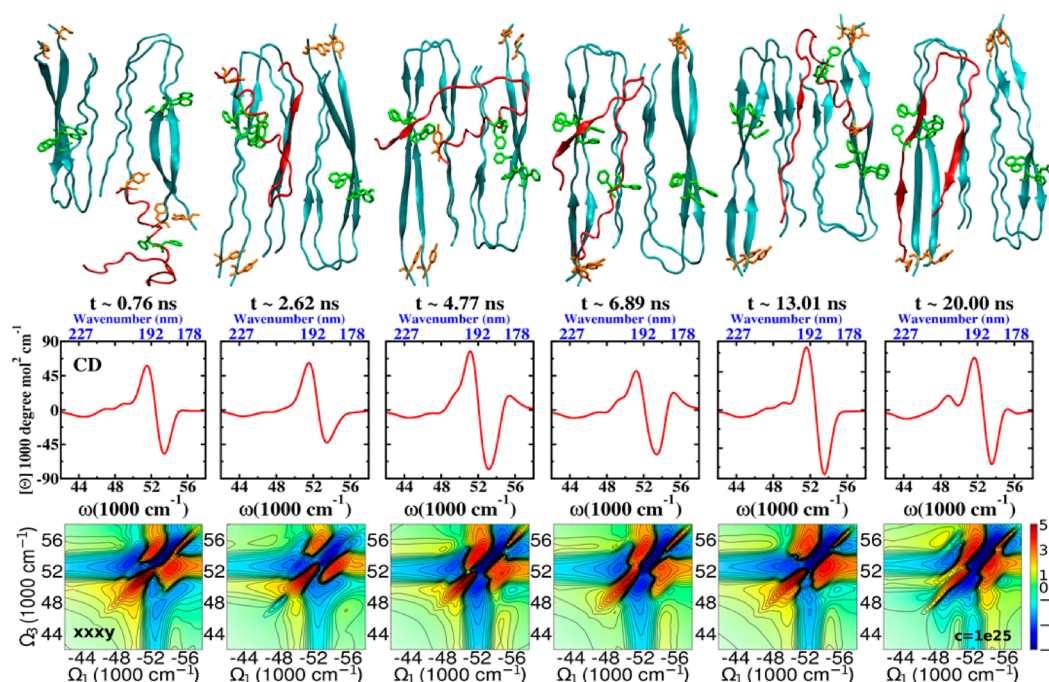 t ~ 0.76 ns t ~ 2.62 ns t ~ 4.77 ns t ~ 6.89 ns t ~ 13.01 ns t ~ 20.00 ns
Wavenumber (nm) Wavenumber (nm) Wavenumber (nm) Wavenumber (nm) Wavenumber (nm) Wavenumber (nm)
227 192 178 227 192 178 227 192 178 227 192 178 227 192 178 227 192 178
90
45
0
-45
-90
[Θ] 1000 degree mol² cm⁻¹
CD
44 48 52 56 44 48 52 56 44 48 52 56 44 48 52 56 44 48 52 56 44 48 52 56
ω(1000 cm⁻¹) ω(1000 cm⁻¹) ω(1000 cm⁻¹) ω(1000 cm⁻¹) ω(1000 cm⁻¹) ω(1000 cm⁻¹)
Ω₃ (1000 cm⁻¹)
56 56 56 56 56 56 5
52 52 52 52 52 52 3
48 48 48 48 48 48 1
44 44 44 44 44 44 0
xxxy
c=1e25
-44 -48 -52 -56 -44 -48 -52 -56 -44 -48 -52 -56 -44 -48 -52 -56 -44 -48 -52 -56 -44 -48 -52 -56
Ω₁ (1000 cm⁻¹) Ω₁ (1000 cm⁻¹) Ω₁ (1000 cm⁻¹) Ω₁ (1000 cm⁻¹) Ω₁ (1000 cm⁻¹) Ω₁ (1000 cm⁻¹)